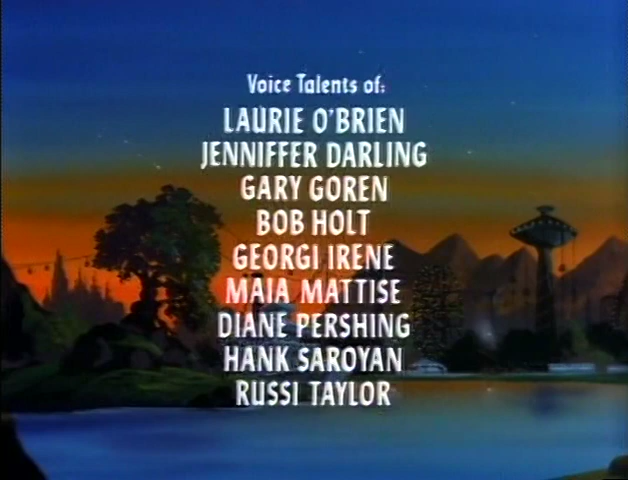 Voice Talents of:
LAURIE O'BRIEN
JENNIFFER DARLING
GARY GOREN
BOB HOLT
GEORGI IRENE
MAIA MATTISE
DIANE PERSHING
HANK SAROYAN
RUSSI TAYLOR